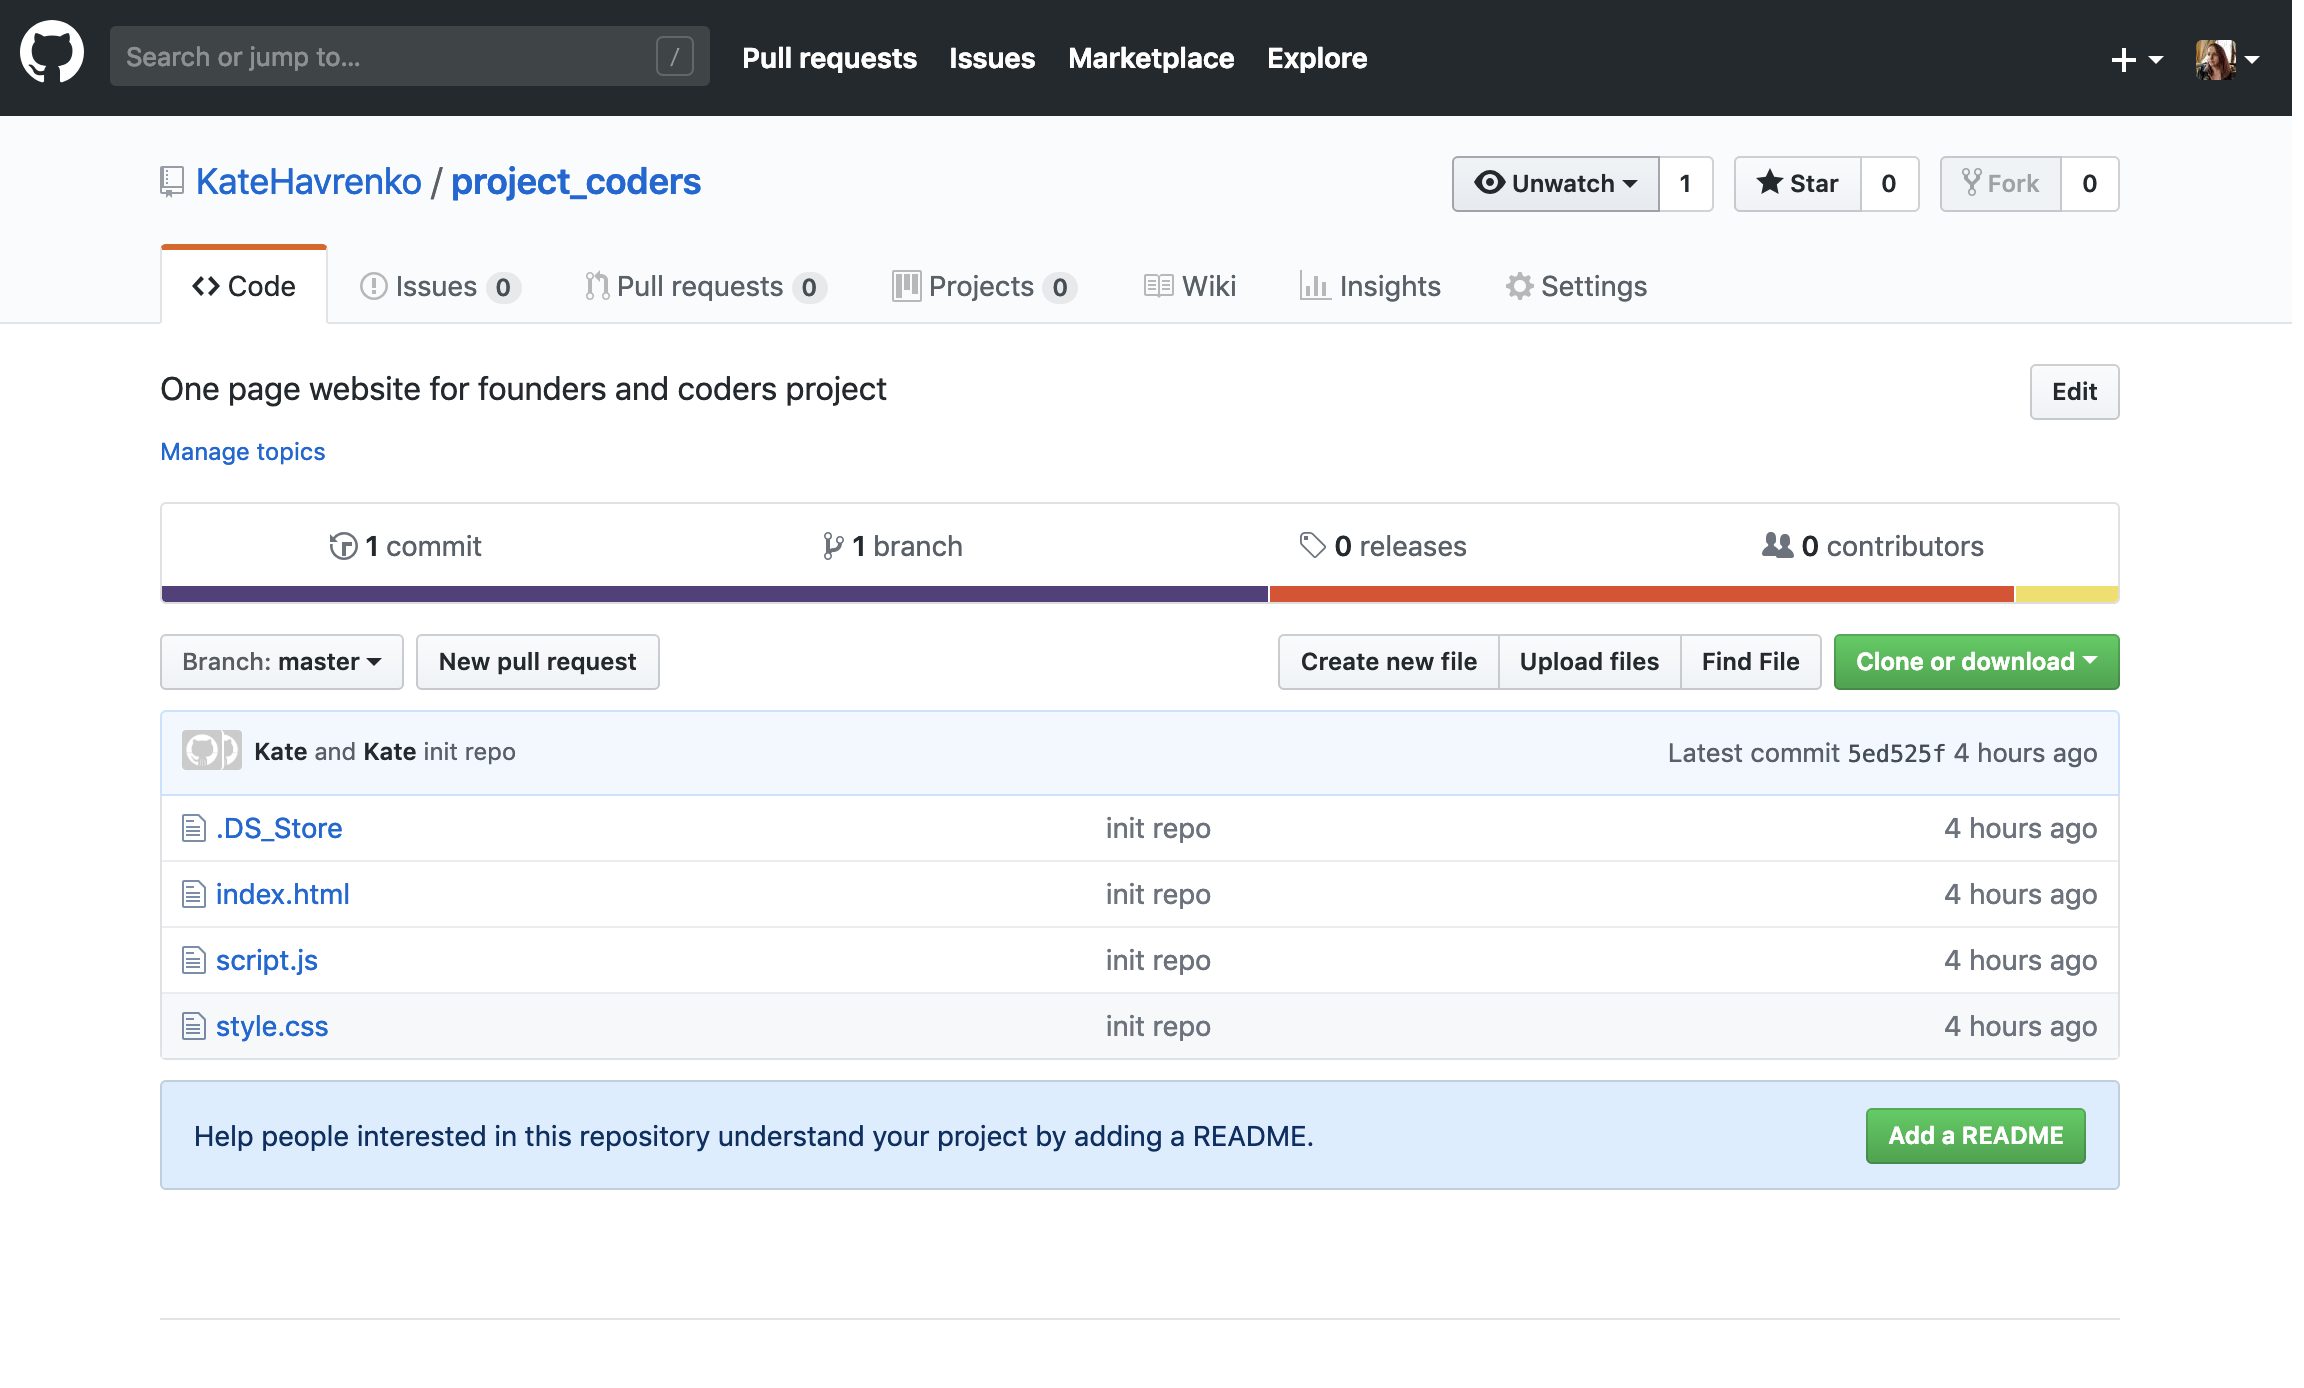 Search or jump to... / Pull requests Issues Marketplace Explore
KateHavrenko / project_coders Unwatch 1 Star 0 Fork 0
Code Issues 0 Pull requests 0 Projects 0 Wiki Insights Settings
One page website for founders and coders project Edit
Manage topics
1 commit 1 branch 0 releases 0 contributors
Branch: master New pull request Create new file Upload files Find File Clone or download
Kate and Kate init repo Latest commit 5ed525f 4 hours ago
.DS_Store init repo 4 hours ago
index.html init repo 4 hours ago
script.js init repo 4 hours ago
style.css init repo 4 hours ago
Help people interested in this repository understand your project by adding a README. Add a README